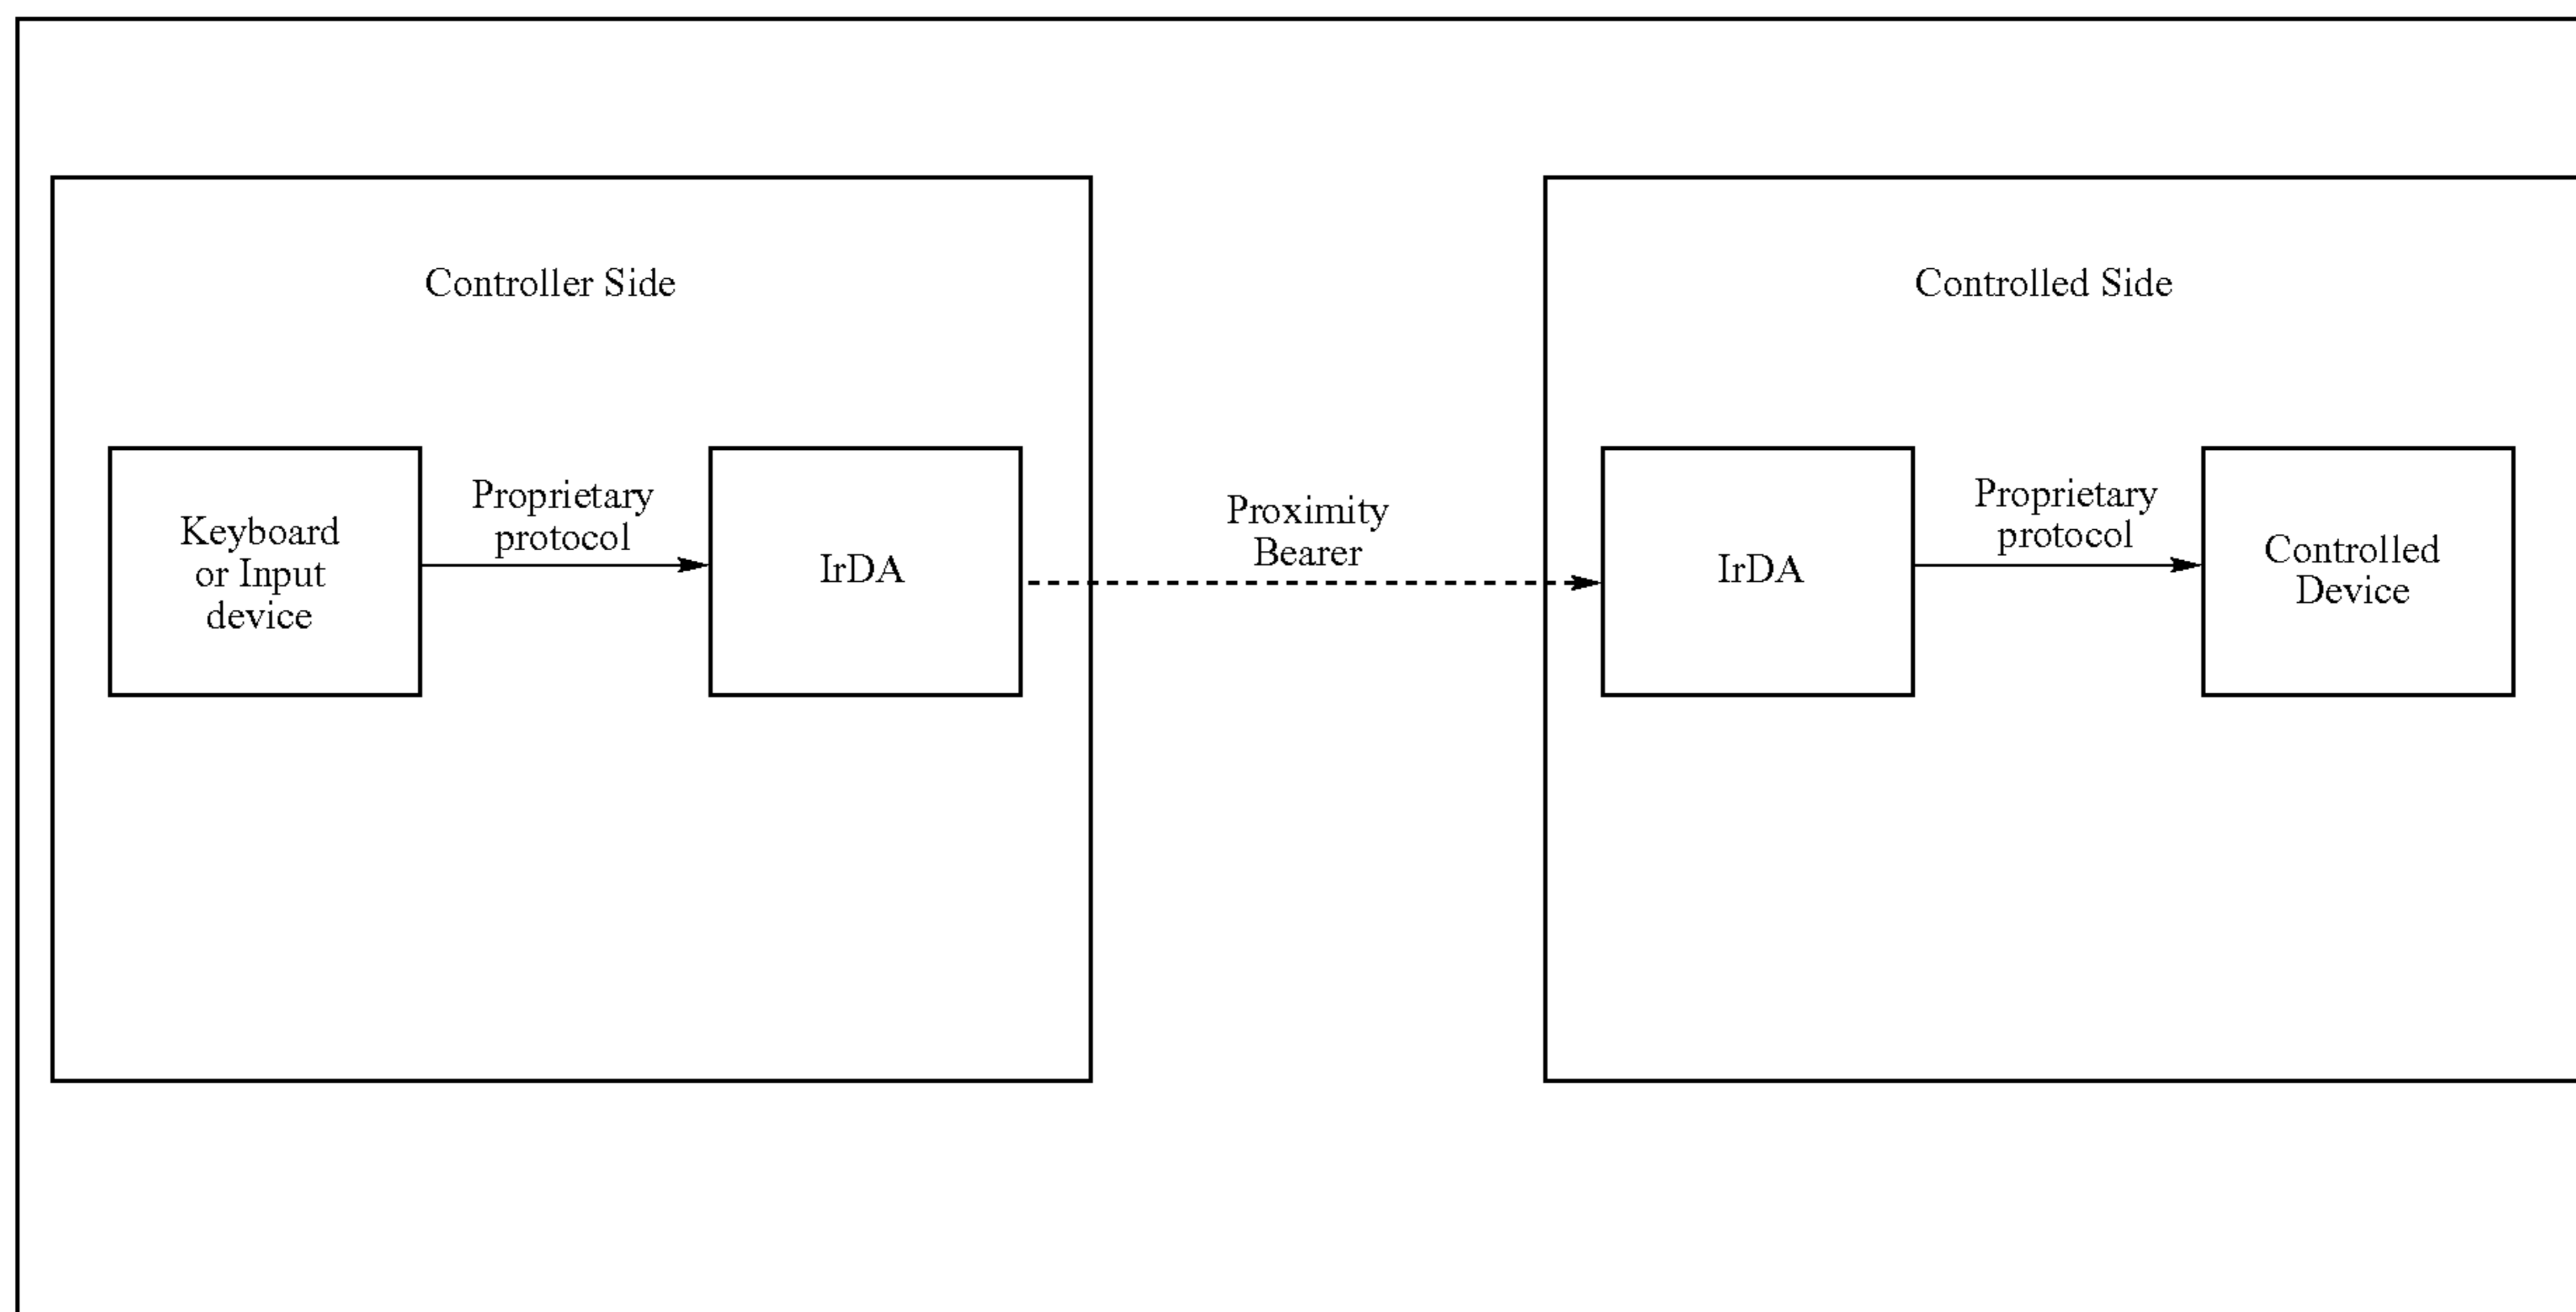 Controller Side
Controlled Side
Keyboard
or Input
device
Proprietary
protocol
IrDA
Proximity
Bearer
IrDA
Proprietary
protocol
Controlled
Device